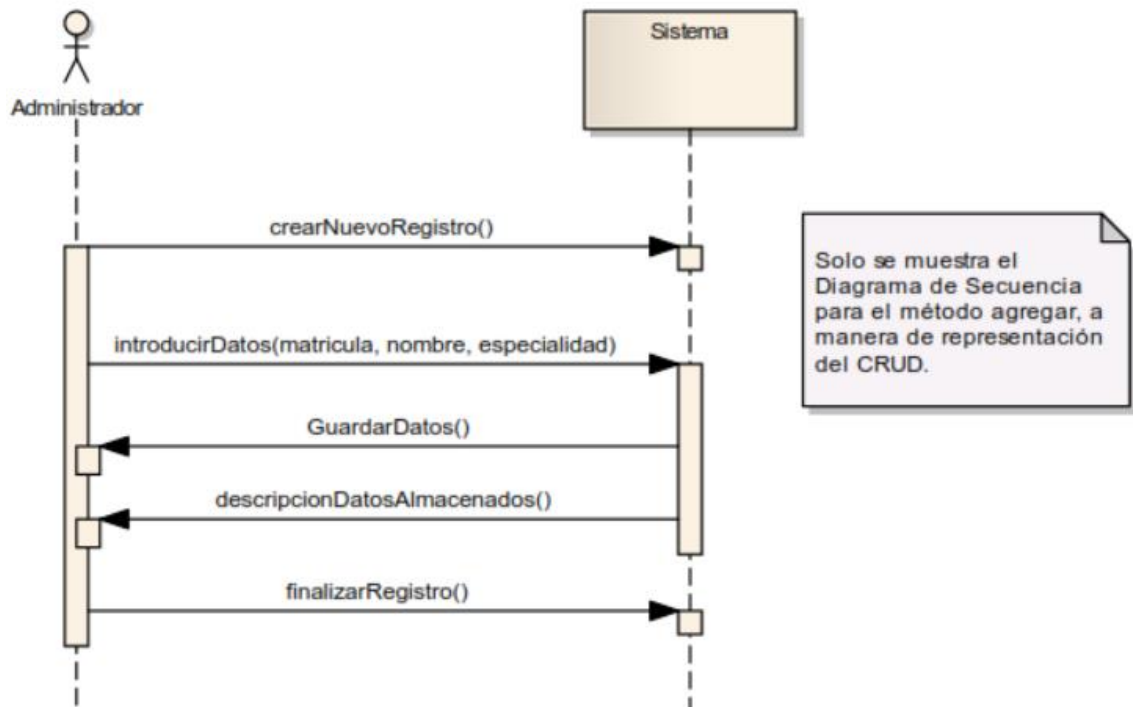 Administrador
Sistema
crearNuevoRegistro()
Solo se muestra el
Diagrama de Secuencia
para el método agregar, a
manera de representación
del CRUD.
introducirDatos(matricula, nombre, especialidad)
GuardarDatos()
descripcionDatosAlmacenados()
finalizarRegistro()